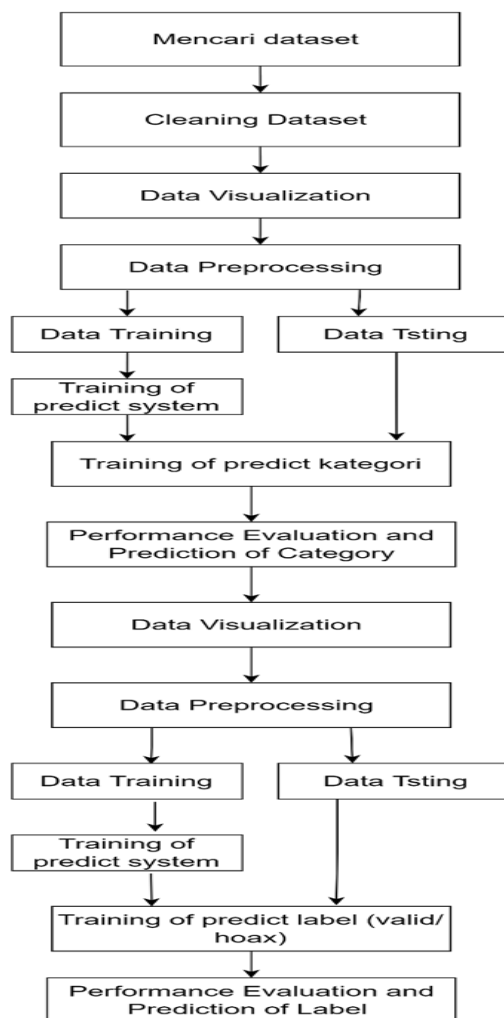 Mencari dataset
Cleaning Dataset
Data Visualization
Data Preprocessing
Data Training
Data Tsting
Training of
predict system
Training of predict kategori
Performance Evaluation and
Prediction of Category
Data Visualization
Data Preprocessing
Data Training
Data Tsting
Training of
predict system
Training of predict label (valid/
hoax)
Performance Evaluation and
Prediction of Label